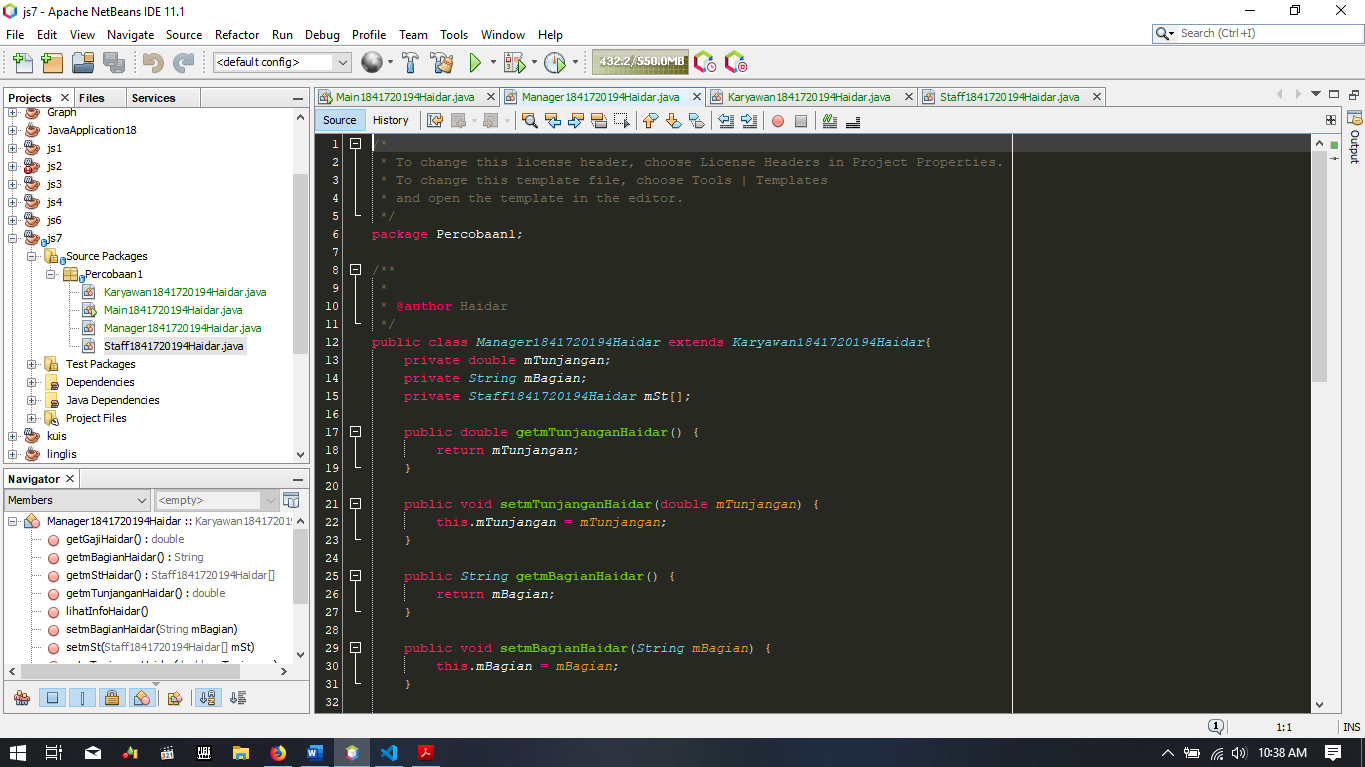 js7 - Apache NetBeans IDE 11.1
File Edit View Navigate Source Refactor Run Debug Profile Team Tools Window Help
Search (Ctrl+I)
<default config>
432.2/550.0MB
Projects Files Services
Graph
JavaApplication18
js1
js2
js3
js4
js6
js7
Source Packages
Percobaan1
Karyawan1841720194Haidar.java
Main1841720194Haidar.java
Manager1841720194Haidar.java
Staff1841720194Haidar.java
Test Packages
Dependencies
Java Dependencies
Project Files
kuis
linglis
Navigator
Members <empty>
Manager1841720194Haidar :: Karyawan18417201
getGajiHaidar() : double
getmBagianHaidar() : String
getmStHaidar() : Staff1841720194Haidar[]
getmTunjanganHaidar() : double
lihatInfoHaidar()
setmBagianHaidar(String mBagian)
setmSt(Staff1841720194Haidar[] mSt)
Main1841720194Haidar.java Manager1841720194Haidar.java Karyawan1841720194Haidar.java Staff1841720194Haidar.java
Source History
1 /*
2 * To change this license header, choose License Headers in Project Properties.
3 * To change this template file, choose Tools | Templates
4 * and open the template in the editor.
5 */
6 package Percobaan1;
7
8 /**
9 *
10 * @author Haidar
11 */
12 public class Manager1841720194Haidar extends Karyawan1841720194Haidar{
13 private double mTunjangan;
14 private String mBagian;
15 private Staff1841720194Haidar mSt[];
16
17 public double getmTunjanganHaidar() {
18 return mTunjangan;
19 }
20
21 public void setmTunjanganHaidar(double mTunjangan) {
22 this.mTunjangan = mTunjangan;
23 }
24
25 public String getmBagianHaidar() {
26 return mBagian;
27 }
28
29 public void setmBagianHaidar(String mBagian) {
30 this.mBagian = mBagian;
31 }
32
Output
1
1:1 INS
10:38 AM